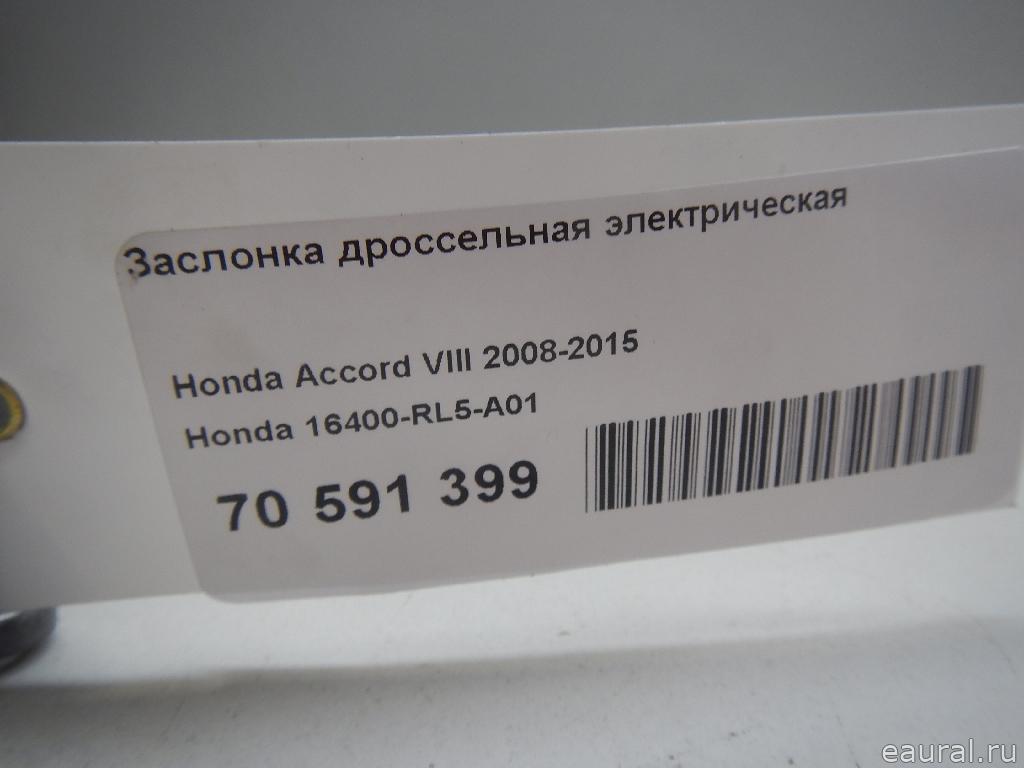 Заслонка дроссельная электрическая
Honda Accord VIII 2008-2015
Honda 16400-RL5-A01
70 591 399
eaural.ru